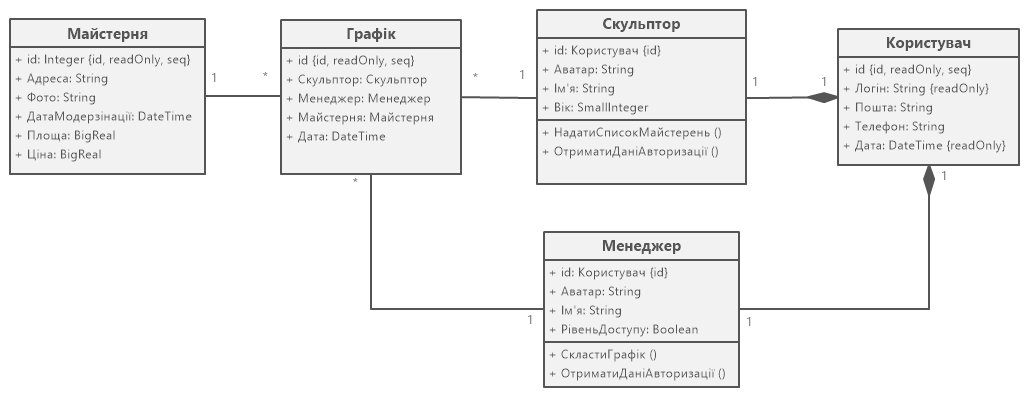 Майстерня
+ id: Integer {id, readOnly, seq}
+ Адреса: String
+ Фото: String
+ ДатаМодерзінації: DateTime
+ Площа: BigReal
+ Ціна: BigReal
1
*
Графік
+ id {id, readOnly, seq}
+ Скульптор: Скульптор
+ Менеджер: Менеджер
+ Майстерня: Майстерня
+ Дата: DateTime
*
1
*
Скульптор
+ id: Користувач {id}
+ Аватар: String
+ Ім'я: String
+ Вік: SmallInteger
+ НадатиСписокМайстерень ()
+ ОтриматиДаніАвторизації ()
1
1
Користувач
+ id {id, readOnly, seq}
+ Логін: String {readOnly}
+ Пошта: String
+ Телефон: String
+ Дата: DateTime {readOnly}
1
Менеджер
+ id: Користувач {id}
+ Аватар: String
+ Ім'я: String
+ РівеньДоступу: Boolean
+ СкластиГрафік ()
+ ОтриматиДаніАвторизації ()
1
1